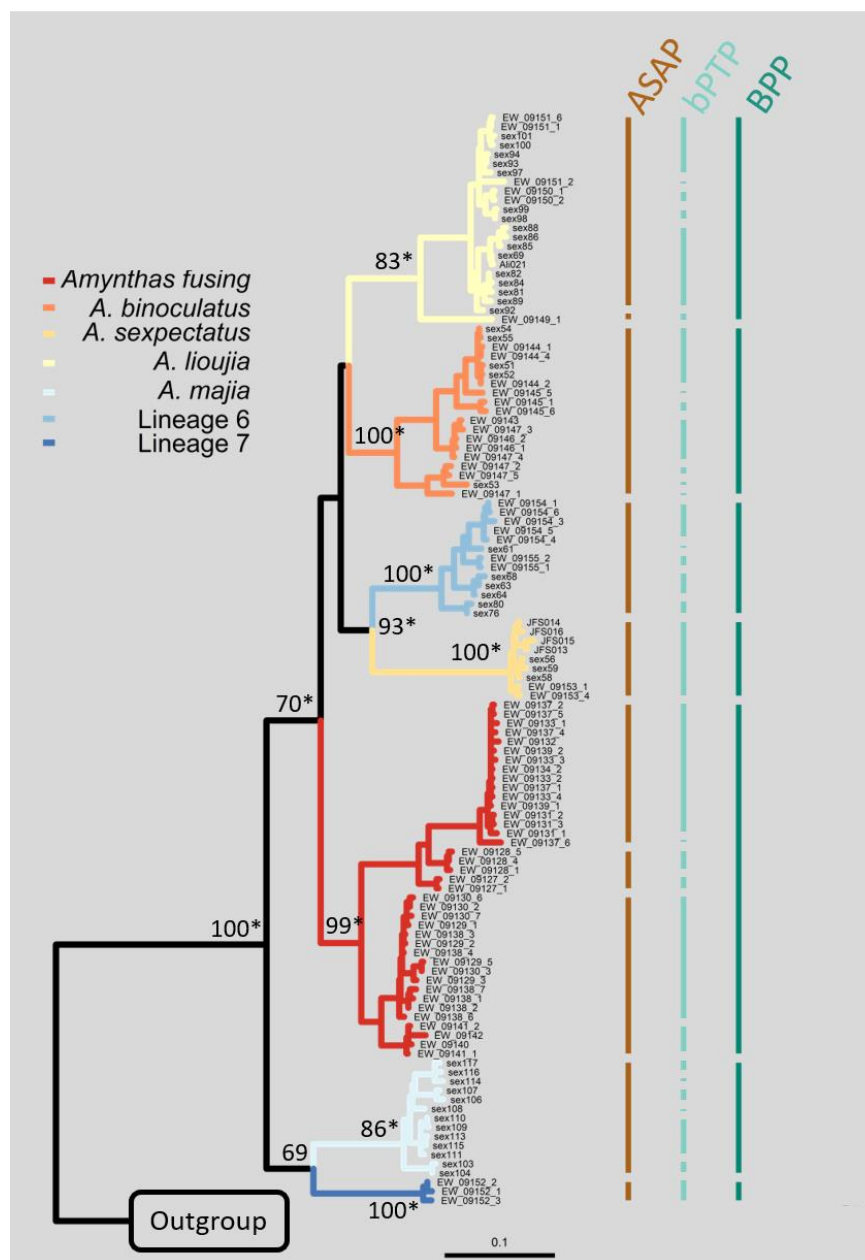 ASAP
bPTP
BPP
Amynthas fusing
A. binoculatus
A. sexpectatus
A. lioujia
A. majia
Lineage 6
Lineage 7
EW_09151_6
EW_09151_1
sex101
sex100
sex94
sex93
sex97
EW_09151_2
EW_09150_1
EW_09150_2
sex99
sex98
sex88
sex86
sex85
sex69
Ali021
sex82
sex84
sex81
sex89
sex92
EW_09149_1
83*
sex54
sex55
EW_09144_1
EW_09144_4
sex51
sex52
EW_09144_2
EW_09145_5
EW_09145_1
EW_09145_6
EW_09143
EW_09147_3
EW_09146_2
EW_09146_1
EW_09147_4
EW_09147_2
EW_09147_5
sex53
EW_09147_1
100*
EW_09154_1
EW_09154_6
EW_09154_3
EW_09154_5
EW_09154_4
sex61
EW_09155_2
EW_09155_1
sex68
sex63
sex64
sex80
sex76
100*
93*
JFS014
JFS016
JFS015
JFS013
sex56
sex59
sex58
EW_09153_1
EW_09153_4
100*
70*
EW_09137_2
EW_09137_5
EW_09133_1
EW_09137_4
EW_09132
EW_09139_2
EW_09133_3
EW_09134_2
EW_09133_2
EW_09137_1
EW_09133_4
EW_09139_1
EW_09131_2
EW_09131_3
EW_09131_1
EW_09137_6
EW_09128_5
EW_09128_4
EW_09128_1
EW_09127_2
EW_09127_1
EW_09130_6
EW_09130_2
EW_09130_7
EW_09129_1
EW_09138_3
EW_09129_2
EW_09138_4
EW_09129_5
EW_09130_3
EW_09129_3
EW_09138_7
EW_09138_1
EW_09138_2
EW_09138_6
EW_09141_2
EW_09142
EW_09140
EW_09141_1
99*
100*
sex117
sex116
sex114
sex107
sex106
sex108
sex110
sex109
sex113
sex115
sex111
sex103
sex104
86*
69
EW_09152_2
EW_09152_1
EW_09152_3
100*
Outgroup
0.1